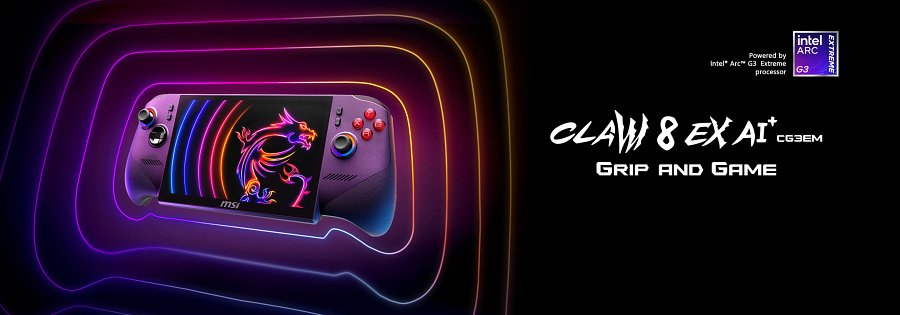 Powered by
Intel® Arc™ G3 Extreme
processor
intel
ARC
G3
EXTREME
CLAW 8 EX AI+ CG3EM
GRIP AND GAME
msi